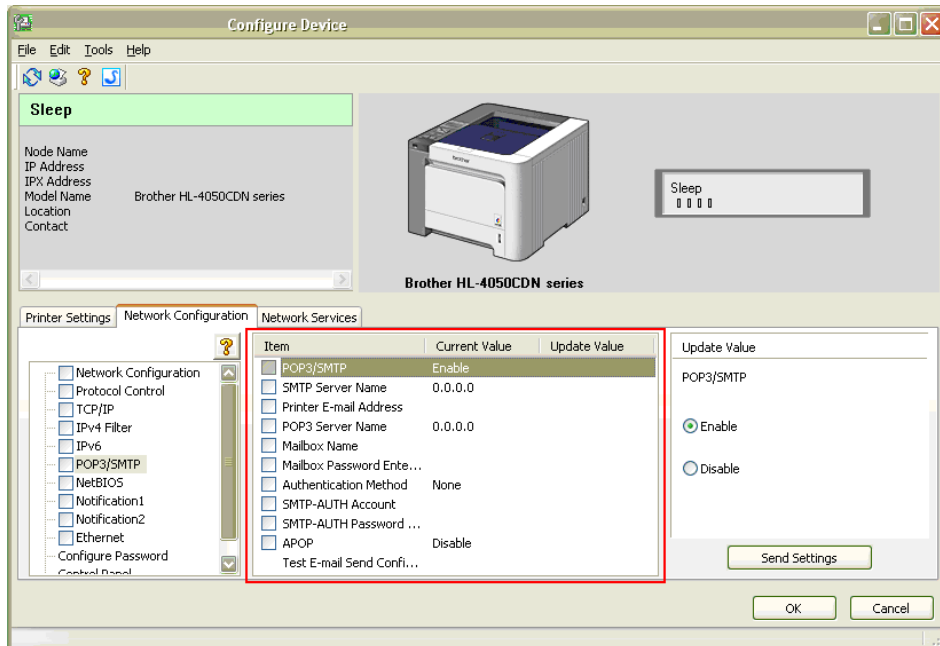 Configure Device
File Edit Tools Help
Sleep
Node Name
IP Address
IPX Address
Model Name Brother HL-4050CDN series
Location
Contact
brother
Sleep
Brother HL-4050CDN series
Printer Settings Network Configuration Network Services
Network Configuration
Protocol Control
TCP/IP
IPv4 Filter
IPv6
POP3/SMTP
NetBIOS
Notification1
Notification2
Ethernet
Configure Password
Control Panel
Item Current Value Update Value
POP3/SMTP Enable
SMTP Server Name 0.0.0.0
Printer E-mail Address
POP3 Server Name 0.0.0.0
Mailbox Name
Mailbox Password Ente...
Authentication Method None
SMTP-AUTH Account
SMTP-AUTH Password ...
APOP Disable
Test E-mail Send Confi...
Update Value
POP3/SMTP
Enable
Disable
Send Settings
OK Cancel